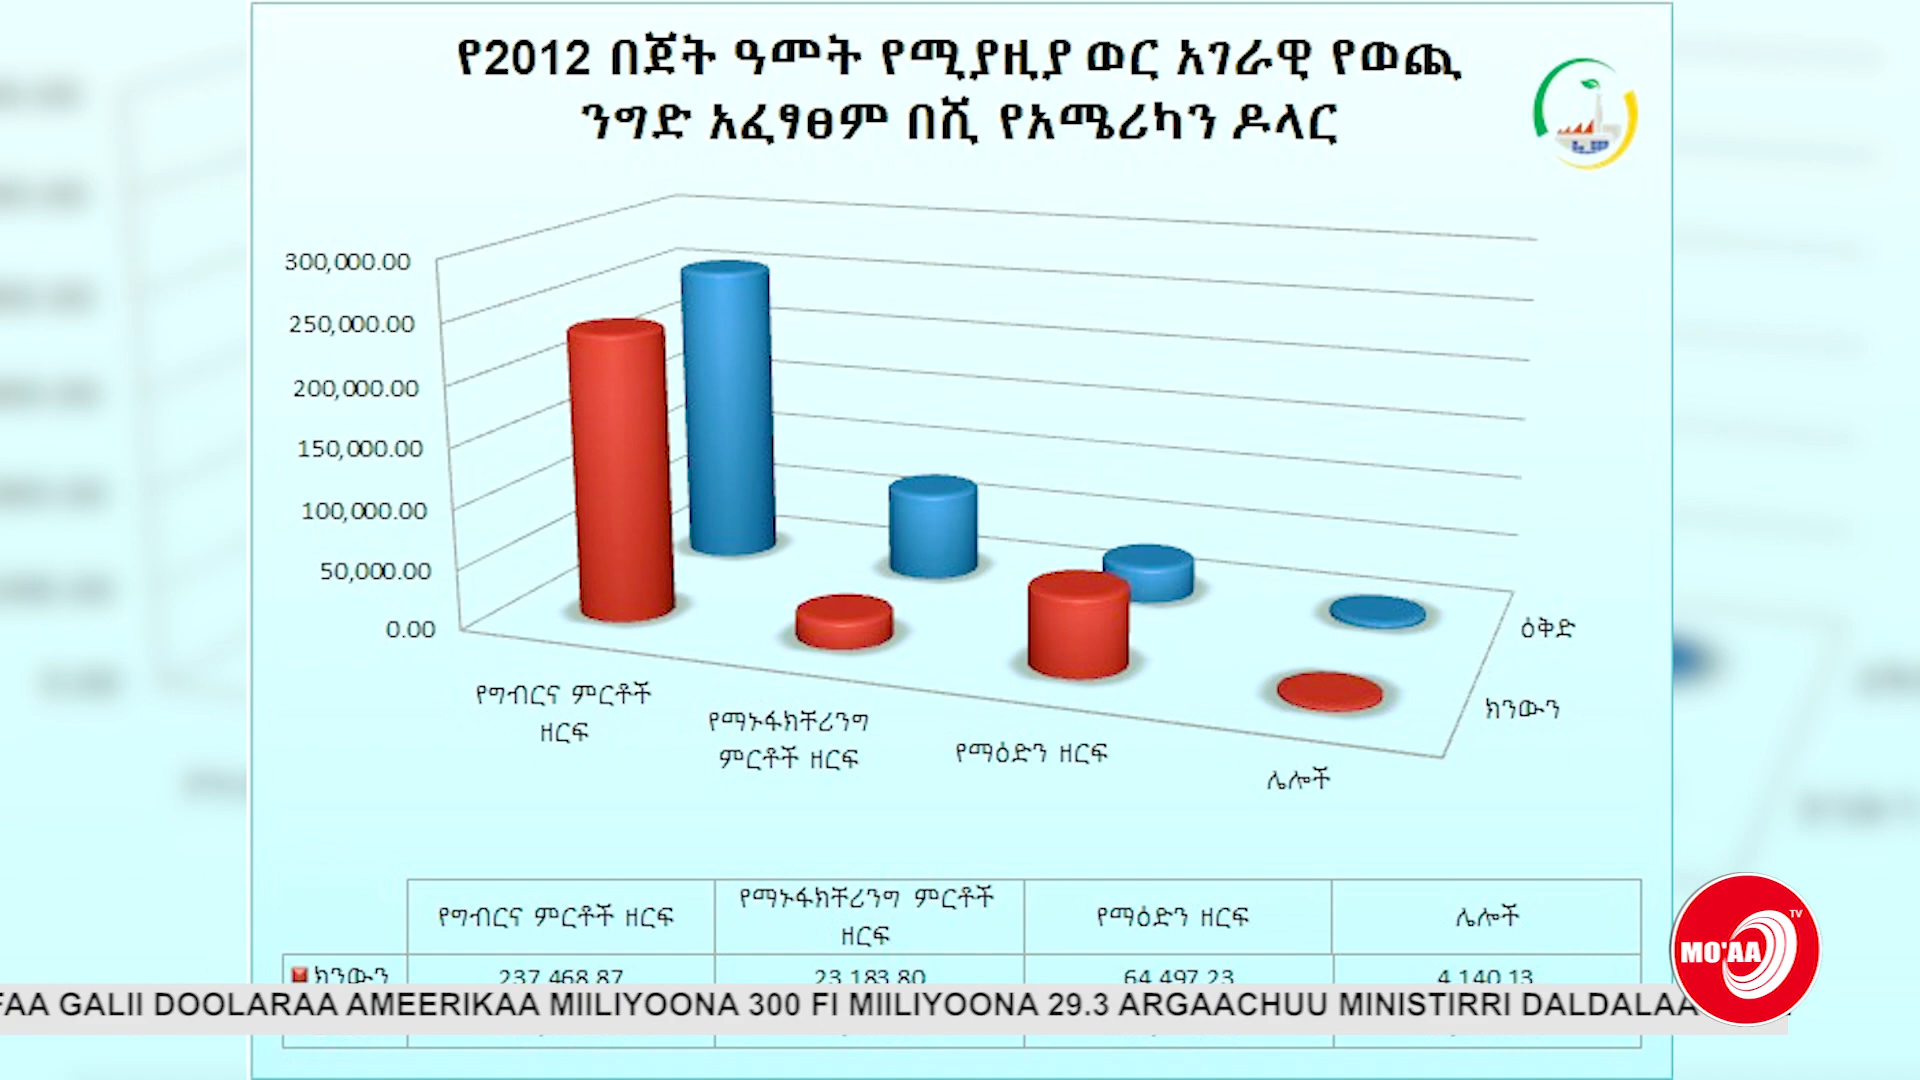 የ2012 በጀት ዓመት የሚያዚያ ወር አገራዊ የወጪ
ንግድ አፈፃፀም በሺ የአሜሪካን ዶላር
300,000.00
250,000.00
200,000.00
150,000.00
100,000.00
50,000.00
0.00
ዕቅድ
ክንውን
የግብርና ምርቶች
ዘርፍ
የማኑፋክቸሪንግ
ምርቶች ዘርፍ
የማዕድን ዘርፍ
ሌሎች
የግብርና ምርቶች ዘርፍ
የማኑፋክቸሪንግ ምርቶች
ዘርፍ
የማዕድን ዘርፍ
ሌሎች
ክንውን 237,468.87 23,183.80 64,497.23 4,140.13
GALII DOOLARAA AMEERIKAA MIILIYOONA 300 FI MIILIYOONA 29.3 ARGAACHUU MINISTIRRI
MO'AA
TV